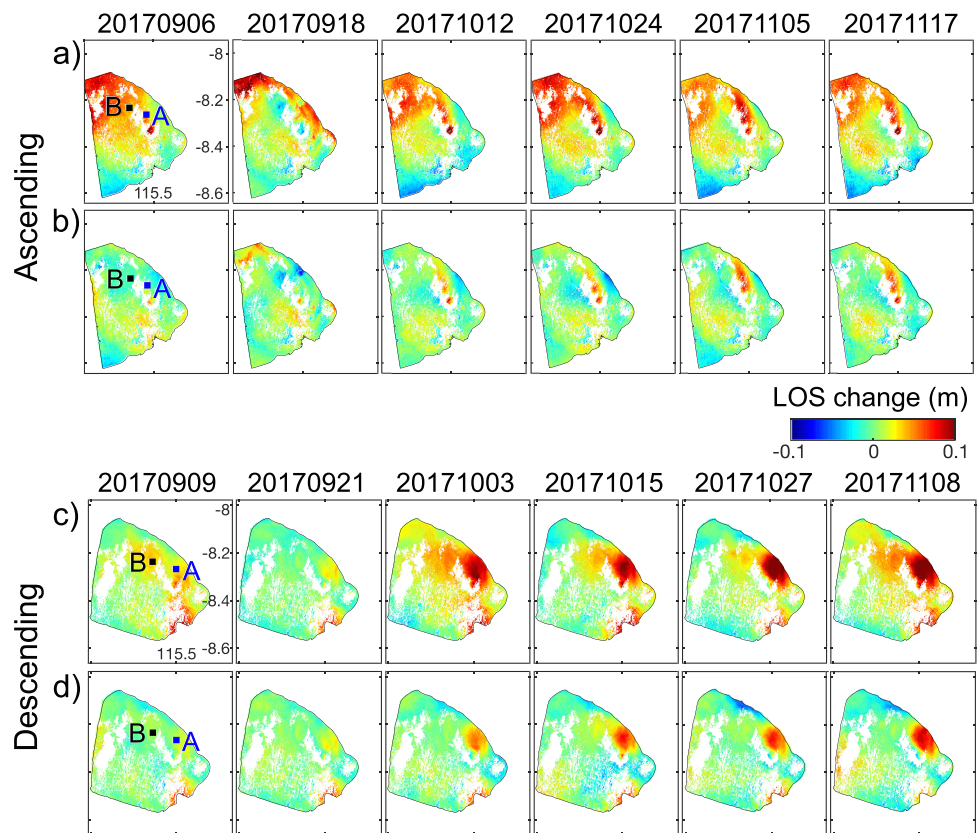 20170906 20170918 20171012 20171024 20171105 20171117
a)
-8
B A -8.2
-8.4
115.5 -8.6
Ascending
b)
B A
LOS change (m)
-0.1 0 0.1
20170909 20170921 20171003 20171015 20171027 20171108
c)
-8
B A -8.2
-8.4
115.5 -8.6
Descending
d)
B A